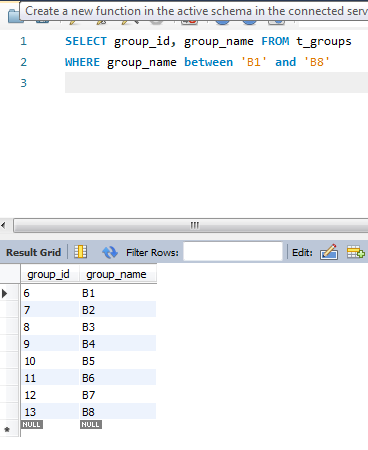 Create a new function in the active schema in the connected serv
1 SELECT group_id, group_name FROM t_groups
2 WHERE group_name between 'B1' and 'B8'
3
Result Grid Filter Rows: Edit:
group_id group_name
6 B1
7 B2
8 B3
9 B4
10 B5
11 B6
12 B7
13 B8
NULL NULL